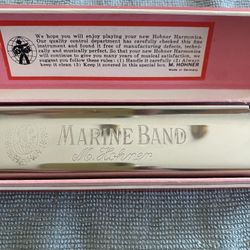 We hope you will enjoy playing your new Hohner Harmonica.
Our quality control department has carefully checked this fine
instrument and found it free of manufacturing defects, technically
and musically perfect. So that your new Hohner Harmonica
will continue to give you many years of musical satisfaction, we
suggest you follow these rules: (1) Handle it carefully (2) Always
keep it clean (3) Keep it covered in this special box. M. HOHNER
Made in Germany
MARINE BAND
M. Hohner